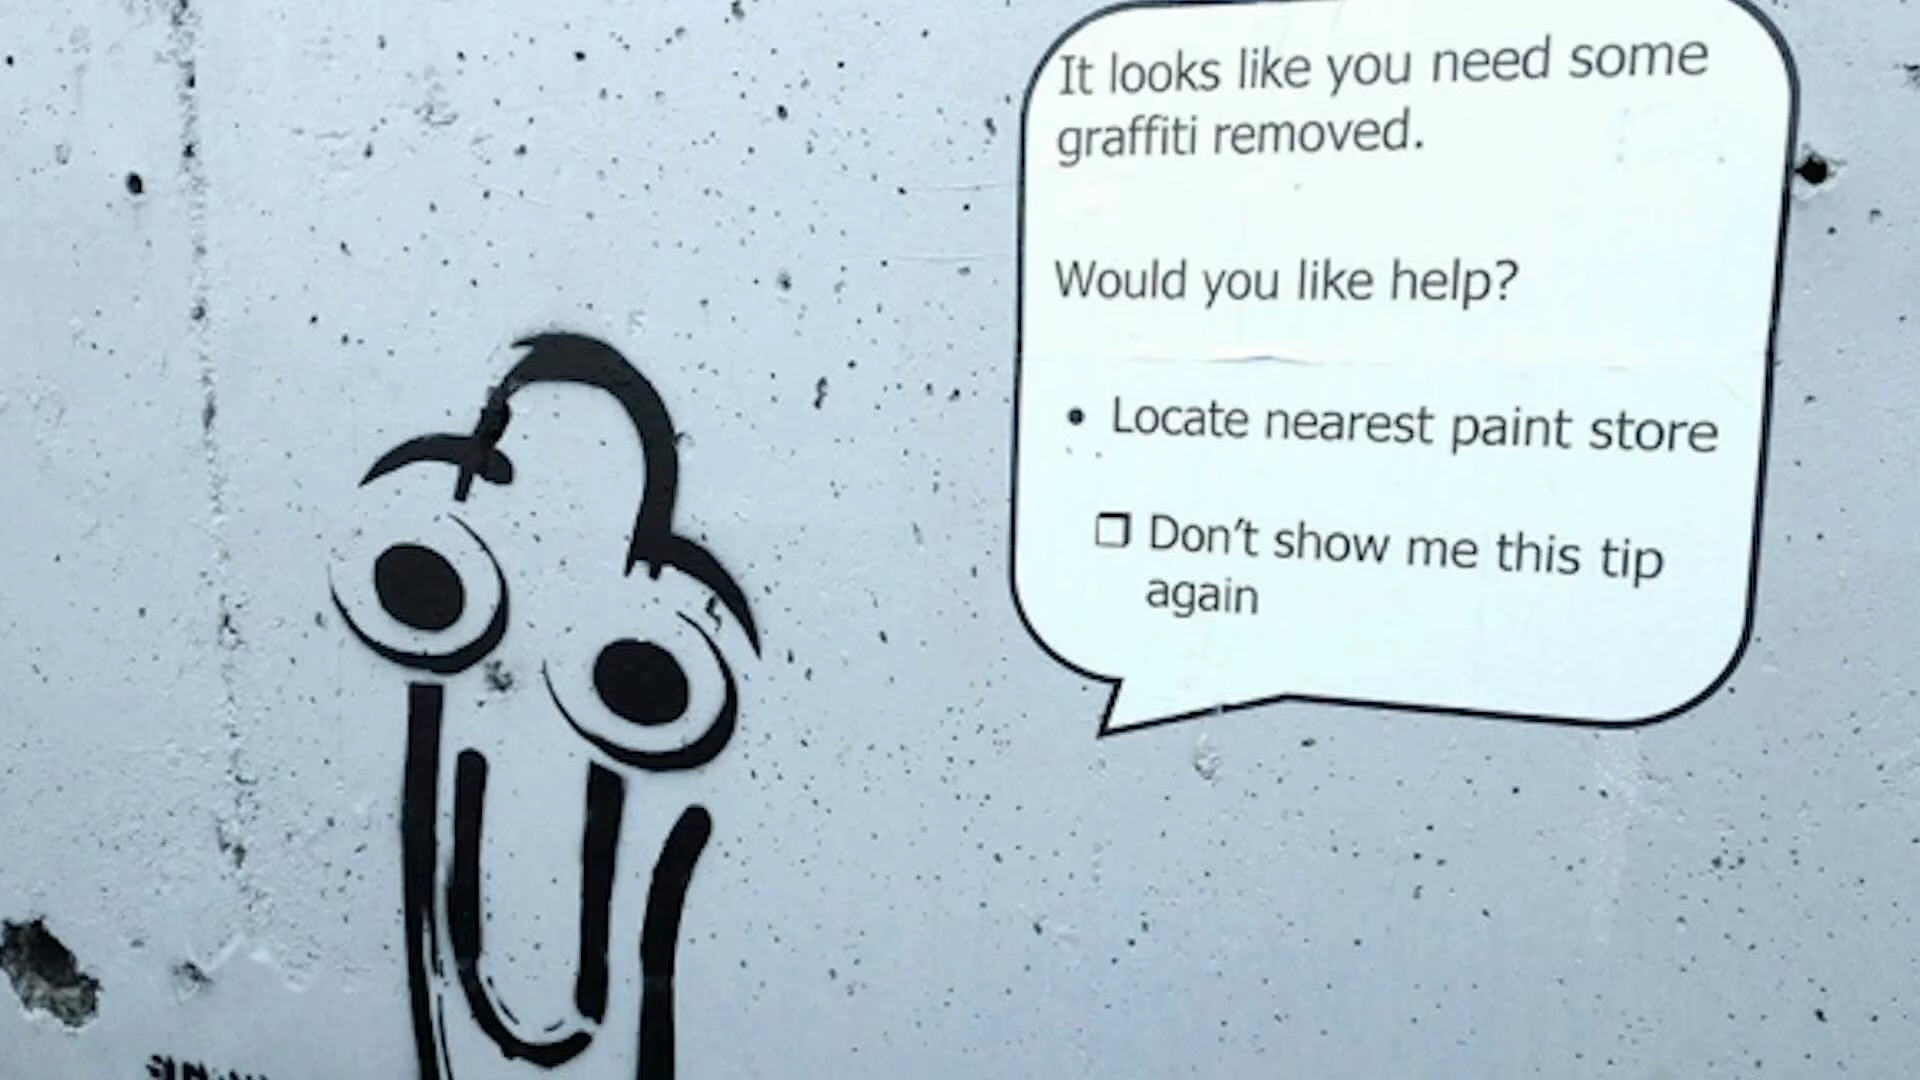 It looks like you need some
graffiti removed.
Would you like help?
• Locate nearest paint store
❒ Don't show me this tip
again